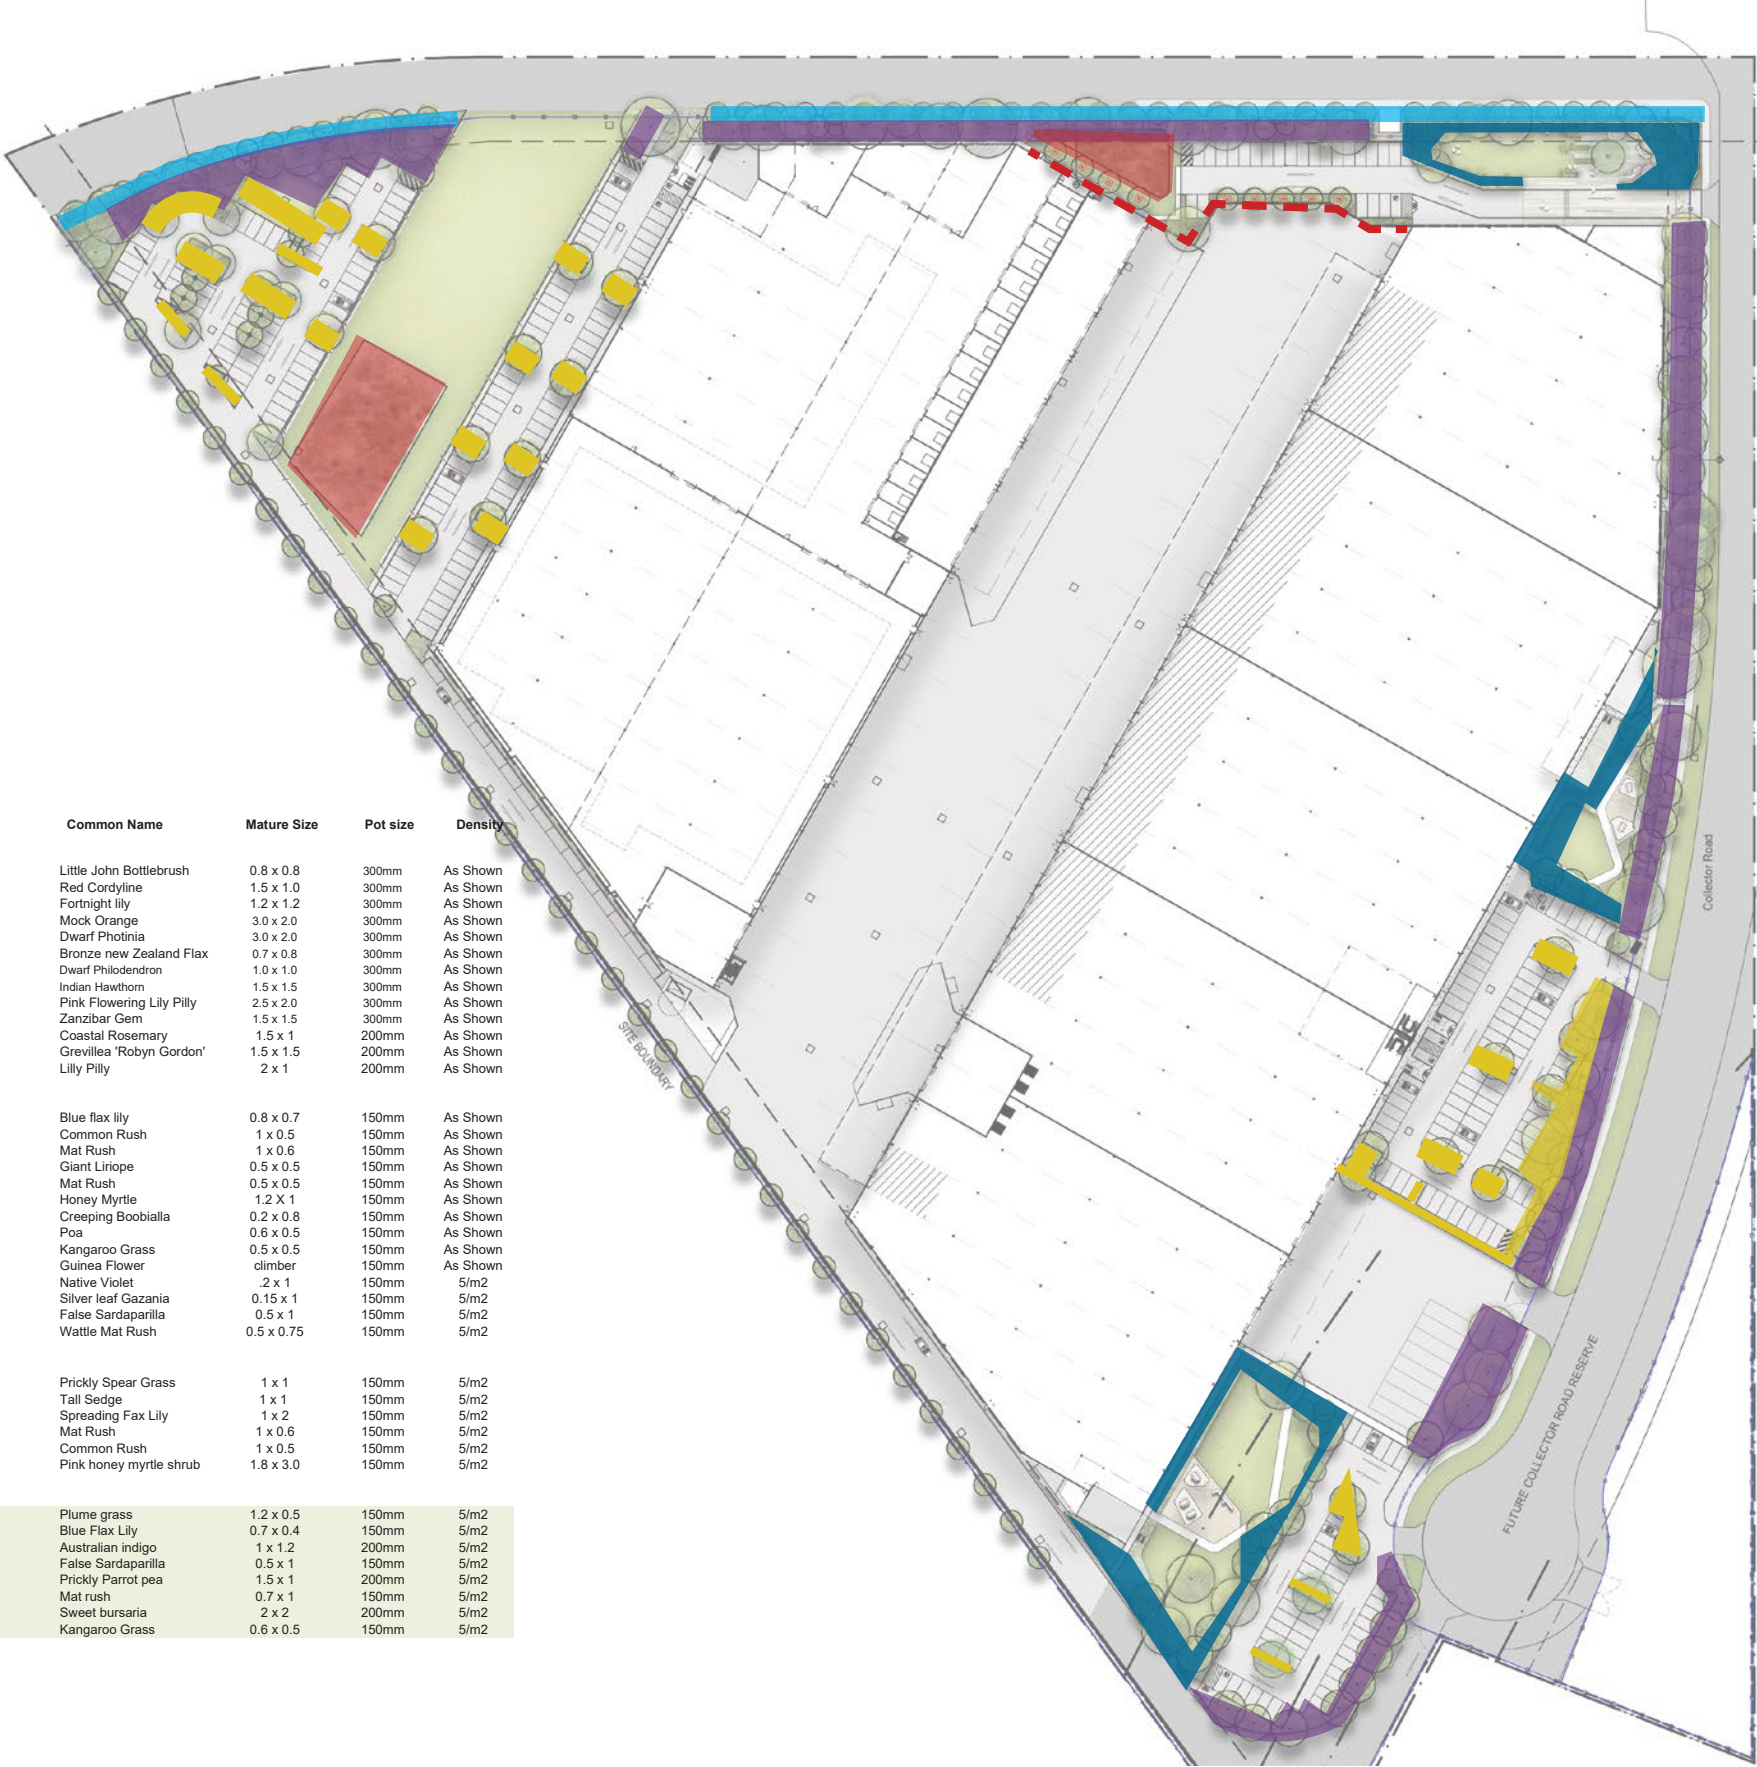 Common Name Mature Size Pot size Density
Little John Bottlebrush 0.8 x 0.8 300mm As Shown
Red Cordyline 1.5 x 1.0 300mm As Shown
Fortnight lily 1.2 x 1.2 300mm As Shown
Mock Orange 3.0 x 2.0 300mm As Shown
Dwarf Photinia 3.0 x 2.0 300mm As Shown
Bronze new Zealand Flax 0.7 x 0.8 300mm As Shown
Dwarf Philodendron 1.0 x 1.0 300mm As Shown
Indian Hawthorn 1.5 x 1.5 300mm As Shown
Pink Flowering Lily Pilly 2.5 x 2.0 300mm As Shown
Zanzibar Gem 1.5 x 1.5 300mm As Shown
Coastal Rosemary 1.5 x 1 200mm As Shown
Grevillea 'Robyn Gordon' 1.5 x 1.5 200mm As Shown
Lilly Pilly 2 x 1 200mm As Shown
Blue flax lily 0.8 x 0.7 150mm As Shown
Common Rush 1 x 0.5 150mm As Shown
Mat Rush 1 x 0.6 150mm As Shown
Giant Liriope 0.5 x 0.5 150mm As Shown
Mat Rush 0.5 x 0.5 150mm As Shown
Honey Myrtle 1.2 X 1 150mm As Shown
Creeping Boobialla 0.2 x 0.8 150mm As Shown
Poa 0.6 x 0.5 150mm As Shown
Kangaroo Grass 0.5 x 0.5 150mm As Shown
Guinea Flower climber 150mm As Shown
Native Violet .2 x 1 150mm 5/m2
Silver leaf Gazania 0.15 x 1 150mm 5/m2
False Sardaparilla 0.5 x 1 150mm 5/m2
Wattle Mat Rush 0.5 x 0.75 150mm 5/m2
Prickly Spear Grass 1 x 1 150mm 5/m2
Tall Sedge 1 x 1 150mm 5/m2
Spreading Fax Lily 1 x 2 150mm 5/m2
Mat Rush 1 x 0.6 150mm 5/m2
Common Rush 1 x 0.5 150mm 5/m2
Pink honey myrtle shrub 1.8 x 3.0 150mm 5/m2
Plume grass 1.2 x 0.5 150mm 5/m2
Blue Flax Lily 0.7 x 0.4 150mm 5/m2
Australian indigo 1 x 1.2 200mm 5/m2
False Sardaparilla 0.5 x 1 150mm 5/m2
Prickly Parrot pea 1.5 x 1 200mm 5/m2
Mat rush 0.7 x 1 150mm 5/m2
Sweet bursaria 2 x 2 200mm 5/m2
Kangaroo Grass 0.6 x 0.5 150mm 5/m2
SITE BOUNDARY
Collector Road
FUTURE COLLECTOR ROAD RESERVE